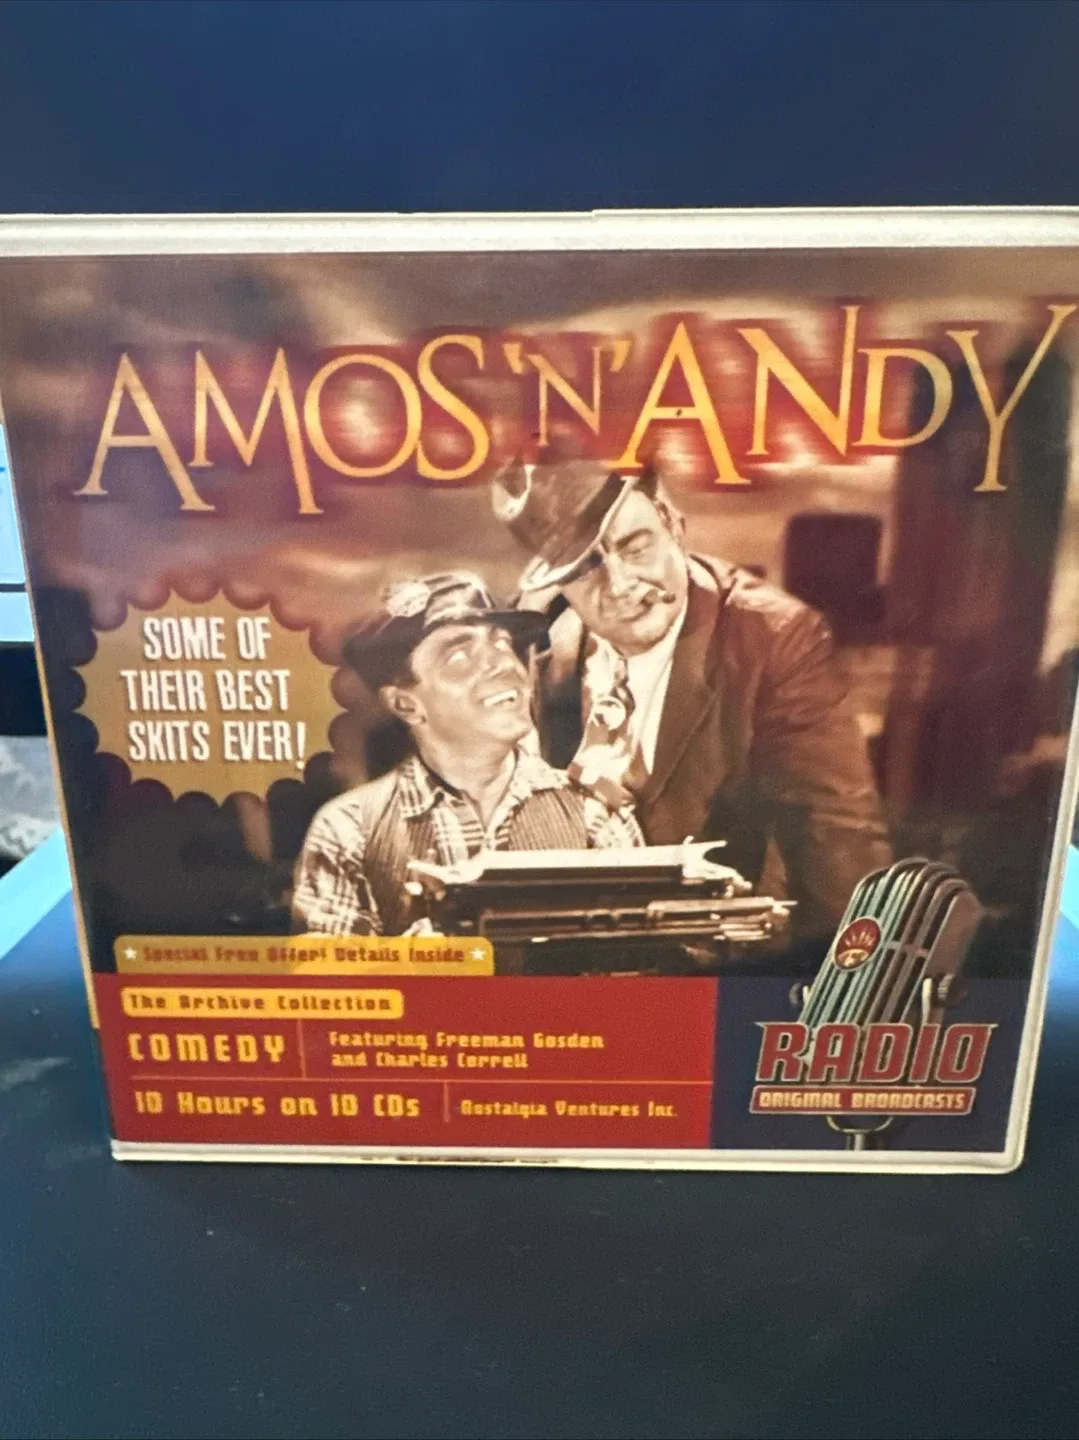 AMOS 'N' ANDY
SOME OF
THEIR BEST
SKITS EVER!
Special Free Offer! Details Inside
The Archive Collection
COMEDY
Featuring Freeman Gosden
and Charles Correll
10 Hours on 10 CDs
Nostalgia Ventures Inc.
RADIO
ORIGINAL BROADCASTS